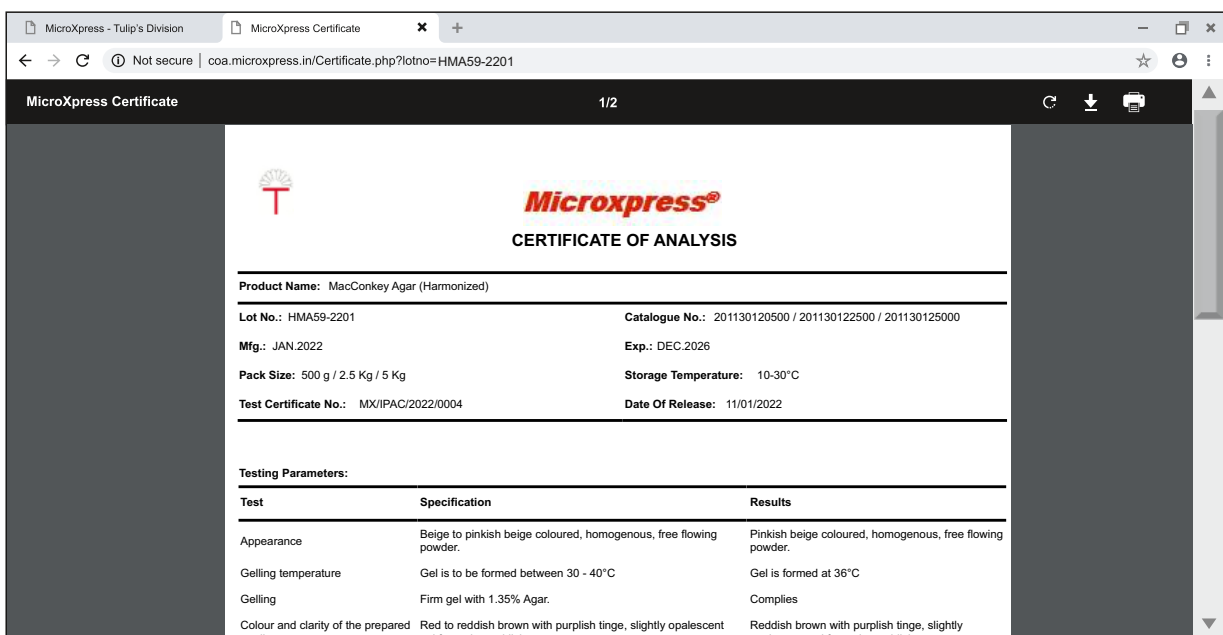 MicroXpress - Tulip's Division
MicroXpress Certificate
Not secure | coa.microxpress.in/Certificate.php?lotno=HMA59-2201
MicroXpress Certificate
1/2
Microxpress®
CERTIFICATE OF ANALYSIS
Product Name: MacConkey Agar (Harmonized)
Lot No.: HMA59-2201 Catalogue No.: 201130120500 / 201130122500 / 201130125000
Mfg.: JAN.2022 Exp.: DEC.2026
Pack Size: 500 g / 2.5 Kg / 5 Kg Storage Temperature: 10-30°C
Test Certificate No.: MX/IPAC/2022/0004 Date Of Release: 11/01/2022
Testing Parameters:
Test Specification Results
Appearance
Beige to pinkish beige coloured, homogenous, free flowing
powder.
Pinkish beige coloured, homogenous, free flowing
powder.
Gelling temperature Gel is to be formed between 30 - 40°C Gel is formed at 36°C
Gelling Firm gel with 1.35% Agar. Complies
Colour and clarity of the prepared Red to reddish brown with purplish tinge, slightly opalescent Reddish brown with purplish tinge, slightly